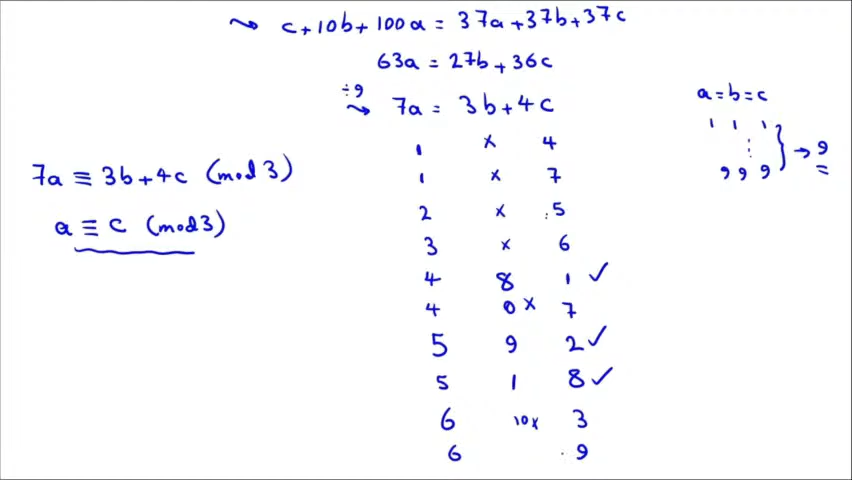 ⇝ c+10b+100a = 37a+37b+37c
63a = 27b+36c
÷9
⇝ 7a = 3b+4c
1 × 4
1 × 7
2 × 5
3 × 6
4 8 1 ✓
4 0 × 7
5 9 2 ✓
5 1 8 ✓
6 10 × 3
6 9
7a ≡ 3b+4c (mod 3)
a ≡ c (mod 3)
a=b=c
1 1 1
⋮ } → 9
9 9 9